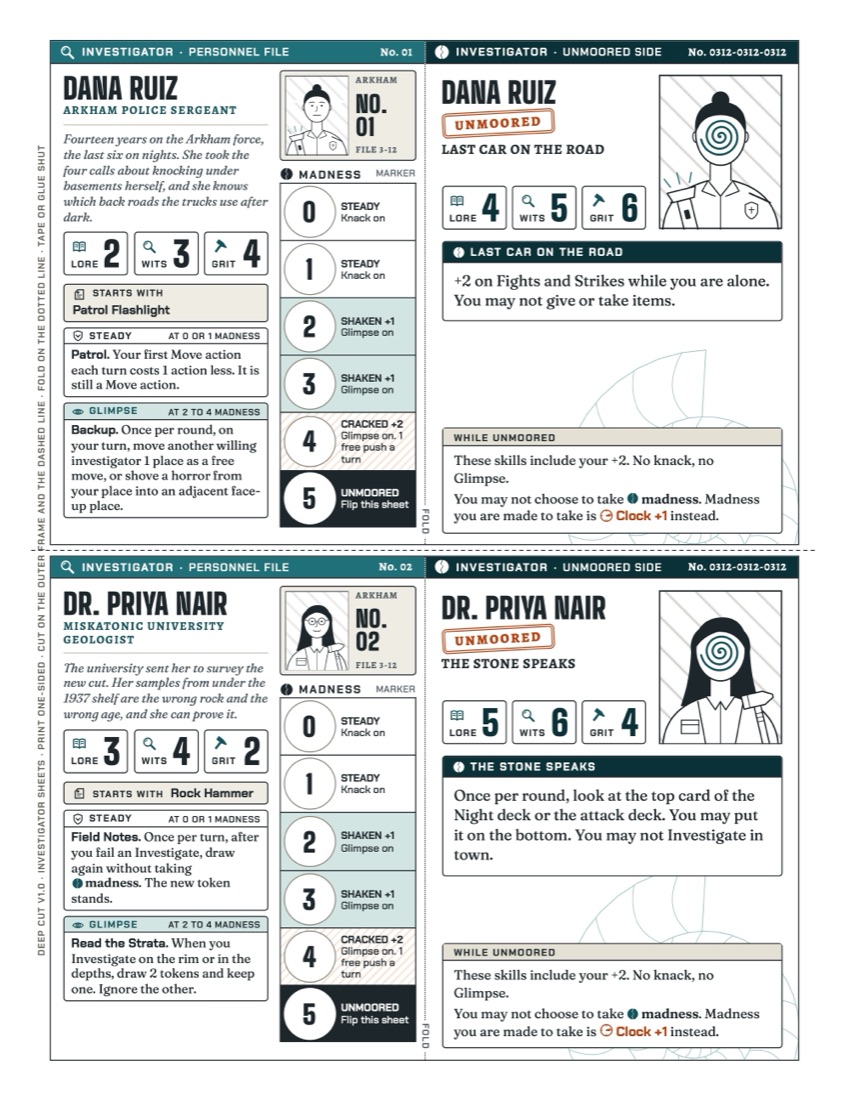 INVESTIGATOR · PERSONNEL FILE No. 01
DANA RUIZ
ARKHAM POLICE SERGEANT
Fourteen years on the Arkham force,
the last six on nights. She took the
four calls about knocking under
basements herself, and she knows
which back roads the trucks use after
dark.
LORE 2 WITS 3 GRIT 4
STARTS WITH
Patrol Flashlight
STEADY AT 0 OR 1 MADNESS
Patrol. Your first Move action
each turn costs 1 action less. It is
still a Move action.
GLIMPSE AT 2 TO 4 MADNESS
Backup. Once per round, on
your turn, move another willing
investigator 1 place as a free
move, or shove a horror from
your place into an adjacent face-
up place.
ARKHAM
NO.
01
FILE 3-12
MADNESS MARKER
0 STEADY
Knack on
1 STEADY
Knack on
2 SHAKEN +1
Glimpse on
3 SHAKEN +1
Glimpse on
4 CRACKED +2
Glimpse on. 1
free push a
turn
5 UNMOORED
Flip this sheet
FOLD
INVESTIGATOR · UNMOORED SIDE No. 0312-0312-0312
DANA RUIZ
UNMOORED
LAST CAR ON THE ROAD
LORE 4 WITS 5 GRIT 6
LAST CAR ON THE ROAD
+2 on Fights and Strikes while you are alone.
You may not give or take items.
WHILE UNMOORED
These skills include your +2. No knack, no
Glimpse.
You may not choose to take madness. Madness
you are made to take is Clock +1 instead.
INVESTIGATOR · PERSONNEL FILE No. 02
DR. PRIYA NAIR
MISKATONIC UNIVERSITY
GEOLOGIST
The university sent her to survey the
new cut. Her samples from under the
1937 shelf are the wrong rock and the
wrong age, and she can prove it.
LORE 3 WITS 4 GRIT 2
STARTS WITH Rock Hammer
STEADY AT 0 OR 1 MADNESS
Field Notes. Once per turn, after
you fail an Investigate, draw
again without taking
madness. The new token
stands.
GLIMPSE AT 2 TO 4 MADNESS
Read the Strata. When you
Investigate on the rim or in the
depths, draw 2 tokens and keep
one. Ignore the other.
ARKHAM
NO.
02
FILE 3-12
MADNESS MARKER
0 STEADY
Knack on
1 STEADY
Knack on
2 SHAKEN +1
Glimpse on
3 SHAKEN +1
Glimpse on
4 CRACKED +2
Glimpse on. 1
free push a
turn
5 UNMOORED
Flip this sheet
FOLD
INVESTIGATOR · UNMOORED SIDE No. 0312-0312-0312
DR. PRIYA NAIR
UNMOORED
THE STONE SPEAKS
LORE 5 WITS 6 GRIT 4
THE STONE SPEAKS
Once per round, look at the top card of the
Night deck or the attack deck. You may put
it on the bottom. You may not Investigate in
town.
WHILE UNMOORED
These skills include your +2. No knack, no
Glimpse.
You may not choose to take madness. Madness
you are made to take is Clock +1 instead.
DEEP CUT V1.0 · INVESTIGATOR SHEETS · PRINT ONE-SIDED · CUT ON THE OUTER FRAME AND THE DASHED LINE · FOLD ON THE DOTTED LINE · TAPE OR GLUE SHUT